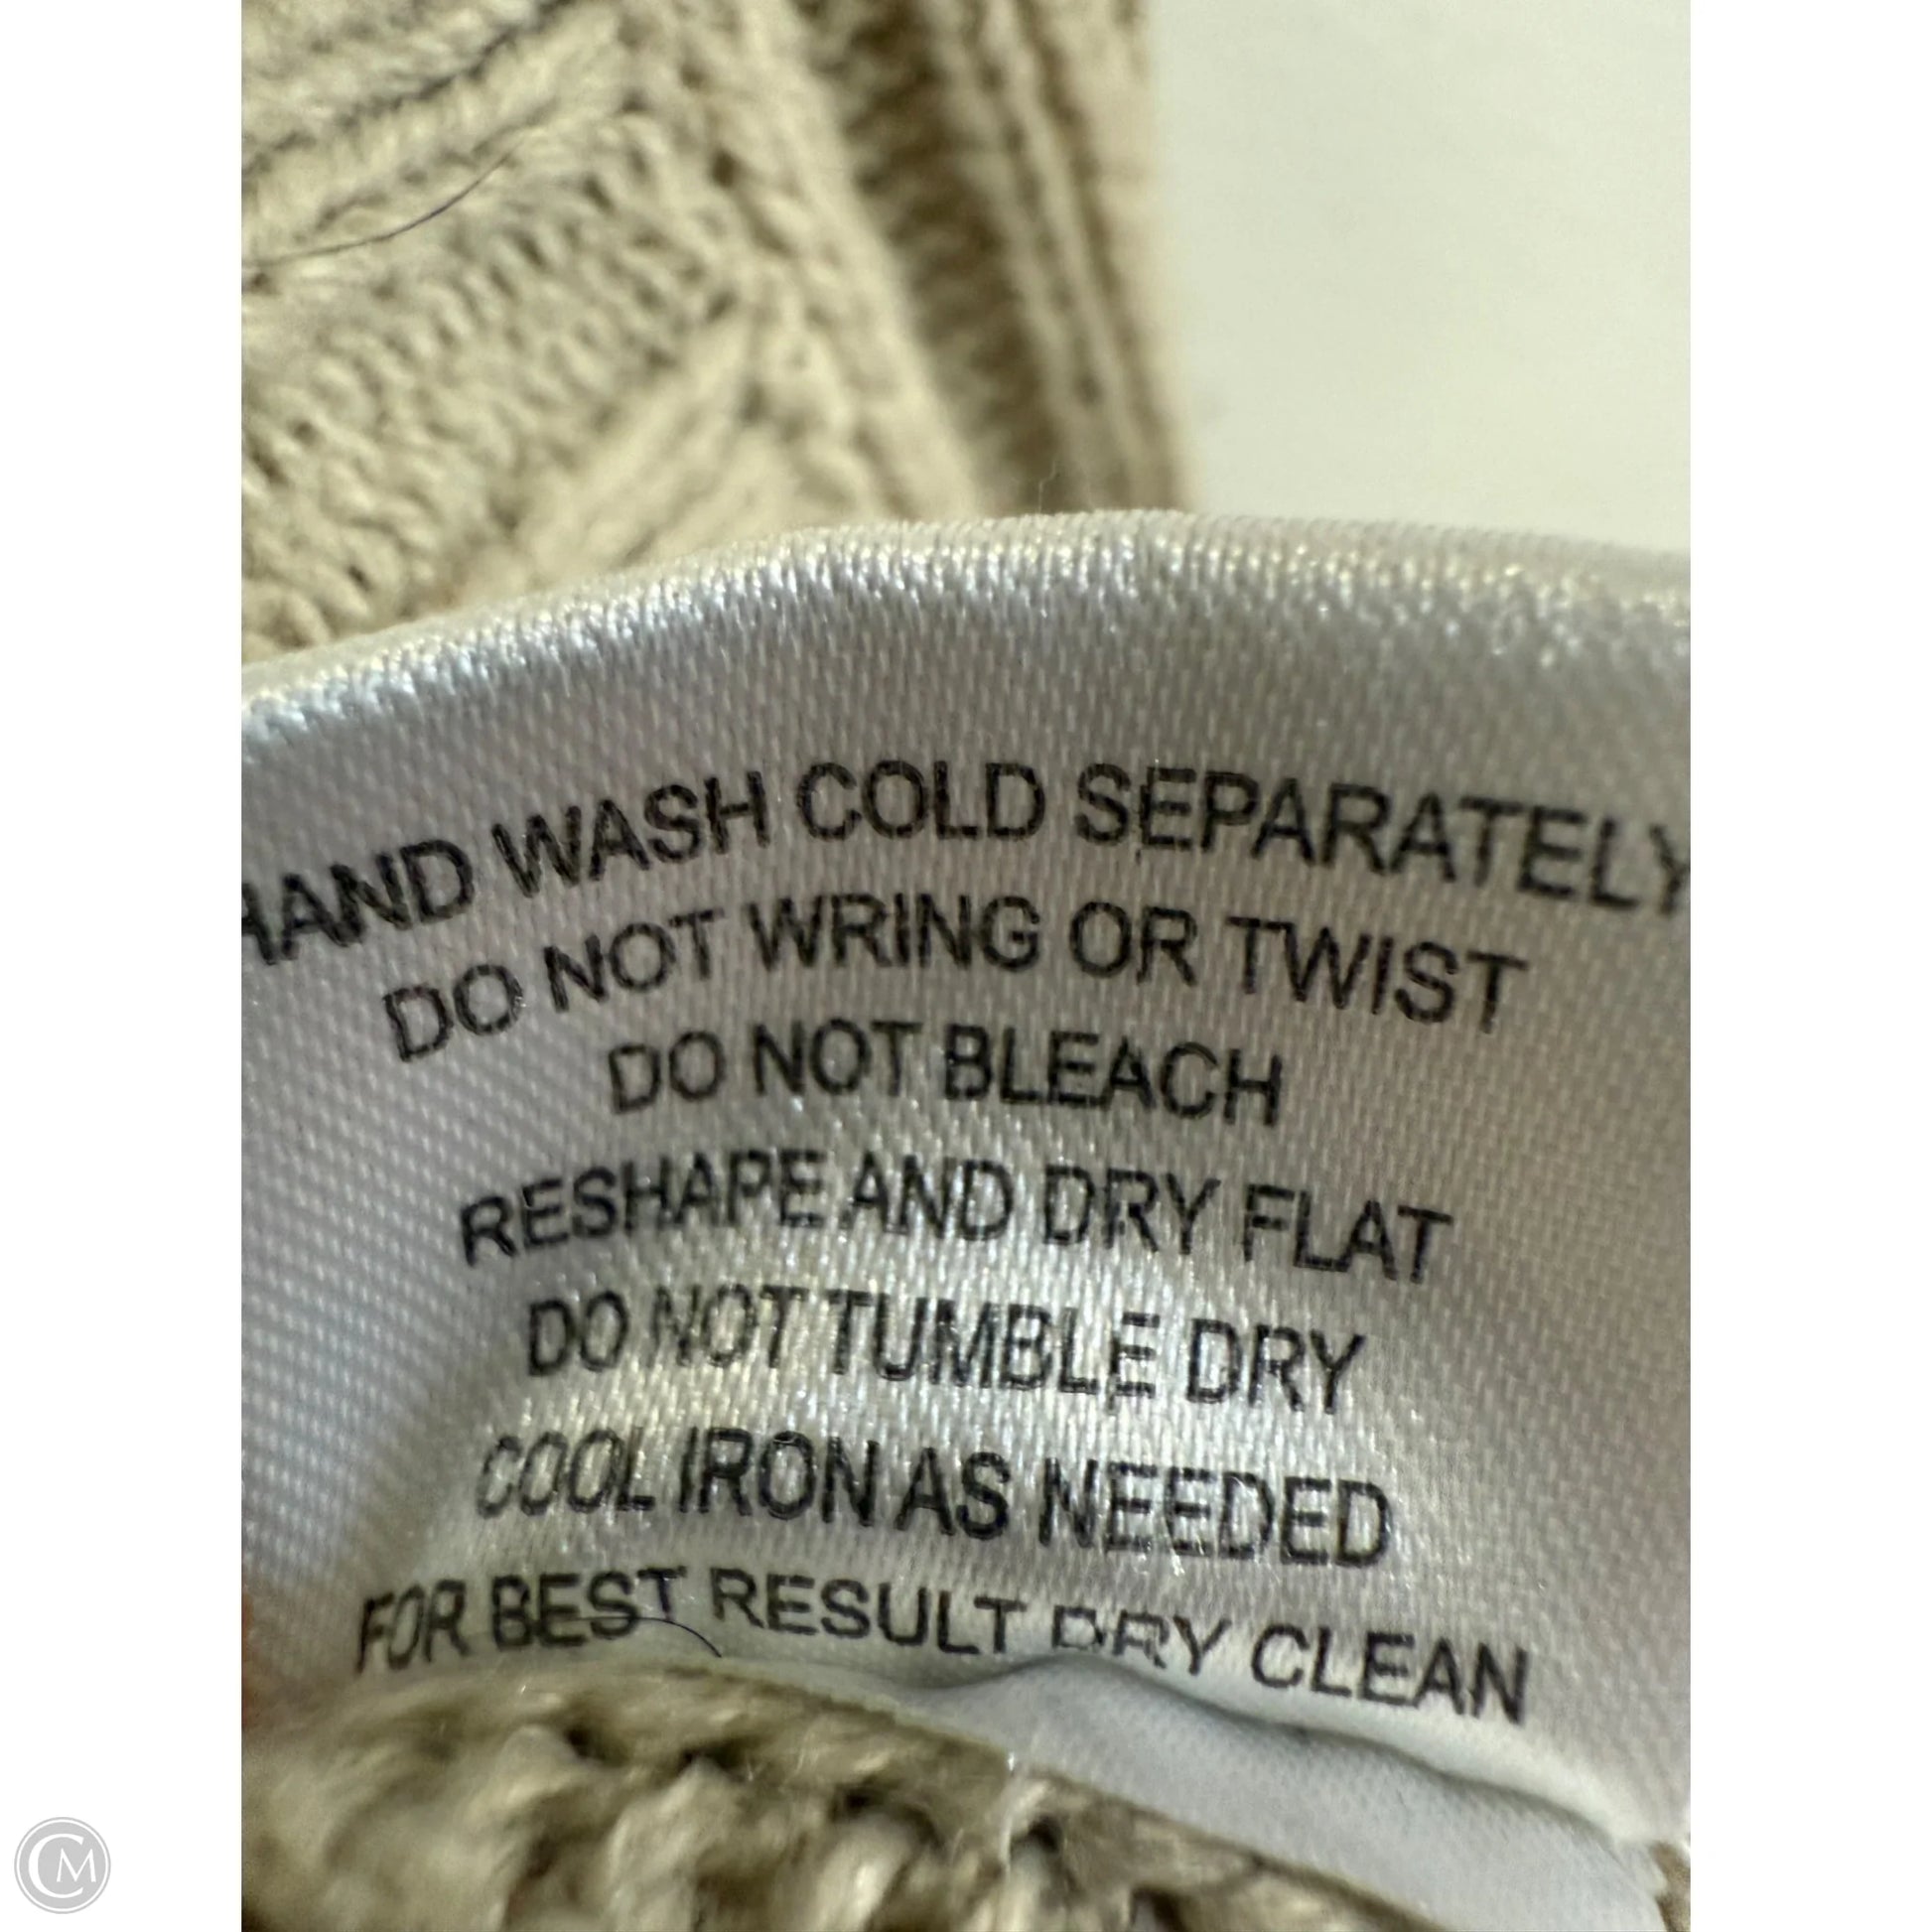 HAND WASH COLD SEPARATELY
DO NOT WRING OR TWIST
DO NOT BLEACH
RESHAPE AND DRY FLAT
DO NOT TUMBLE DRY
COOL IRON AS NEEDED
FOR BEST RESULT DRY CLEAN
CM